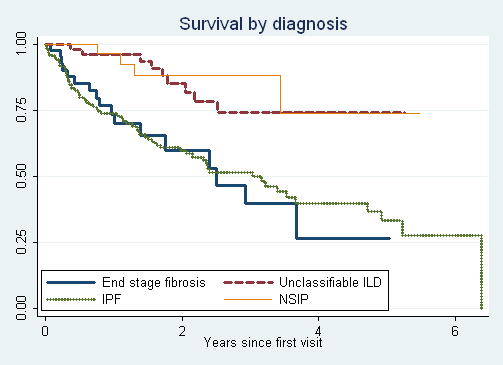 Survival by diagnosis
1.00
0.75
0.50
0.25
0.00
End stage fibrosis
Unclassifiable ILD
IPF
NSIP
0
2
4
6
Years since first visit